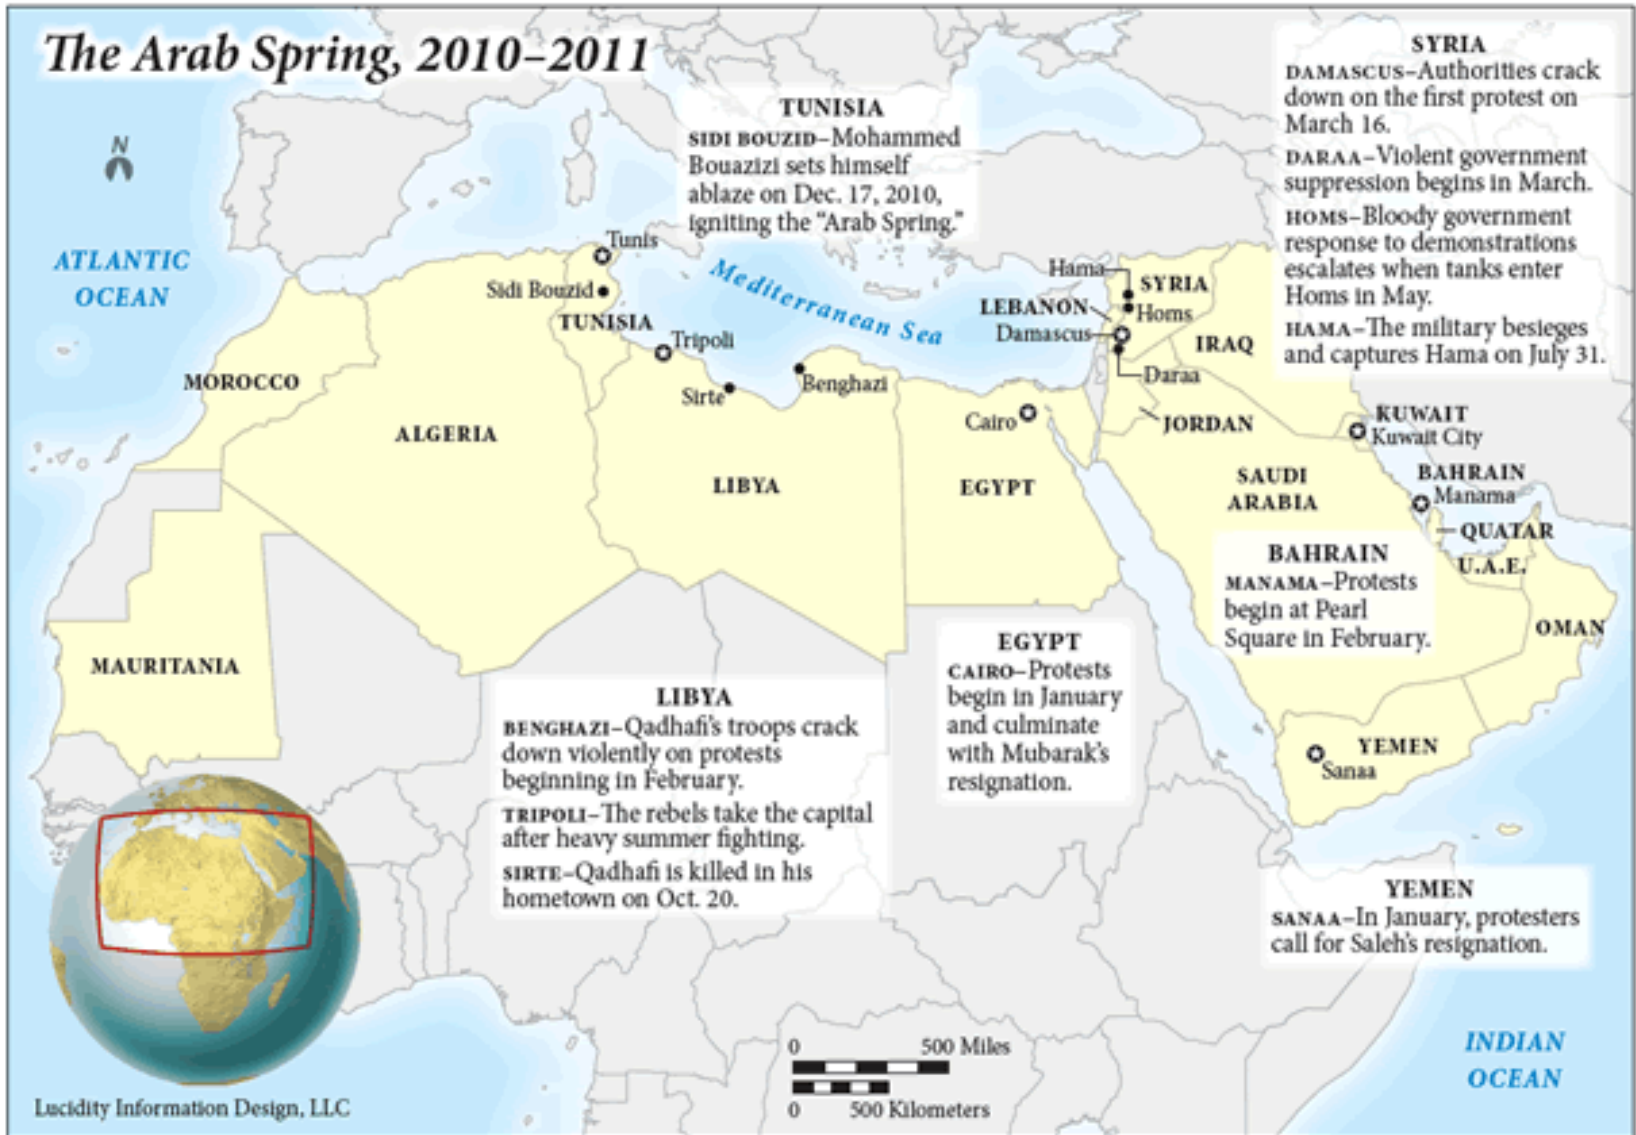 The Arab Spring, 2010–2011
N
TUNISIA
SIDI BOUZID–Mohammed
Bouazizi sets himself
ablaze on Dec. 17, 2010,
igniting the “Arab Spring.”
SYRIA
DAMASCUS–Authorities crack
down on the first protest on
March 16.
DARAA–Violent government
suppression begins in March.
HOMS–Bloody government
response to demonstrations
escalates when tanks enter
Homs in May.
HAMA–The military besieges
and captures Hama on July 31.
ATLANTIC
OCEAN
Tunis
Sidi Bouzid
TUNISIA
Mediterranean Sea
Tripoli
Sirte
Benghazi
Hama
SYRIA
LEBANON
Homs
Damascus
IRAQ
Daraa
JORDAN
Cairo
MOROCCO
ALGERIA
LIBYA
EGYPT
KUWAIT
Kuwait City
SAUDI
ARABIA
BAHRAIN
Manama
QUATAR
U.A.E.
OMAN
BAHRAIN
MANAMA–Protests
begin at Pearl
Square in February.
MAURITANIA
LIBYA
BENGHAZI–Qadhafi’s troops crack
down violently on protests
beginning in February.
TRIPOLI–The rebels take the capital
after heavy summer fighting.
SIRTE–Qadhafi is killed in his
hometown on Oct. 20.
EGYPT
CAIRO–Protests
begin in January
and culminate
with Mubarak’s
resignation.
YEMEN
Sanaa
YEMEN
SANAA–In January, protesters
call for Saleh’s resignation.
INDIAN
OCEAN
0 500 Miles
0 500 Kilometers
Lucidity Information Design, LLC